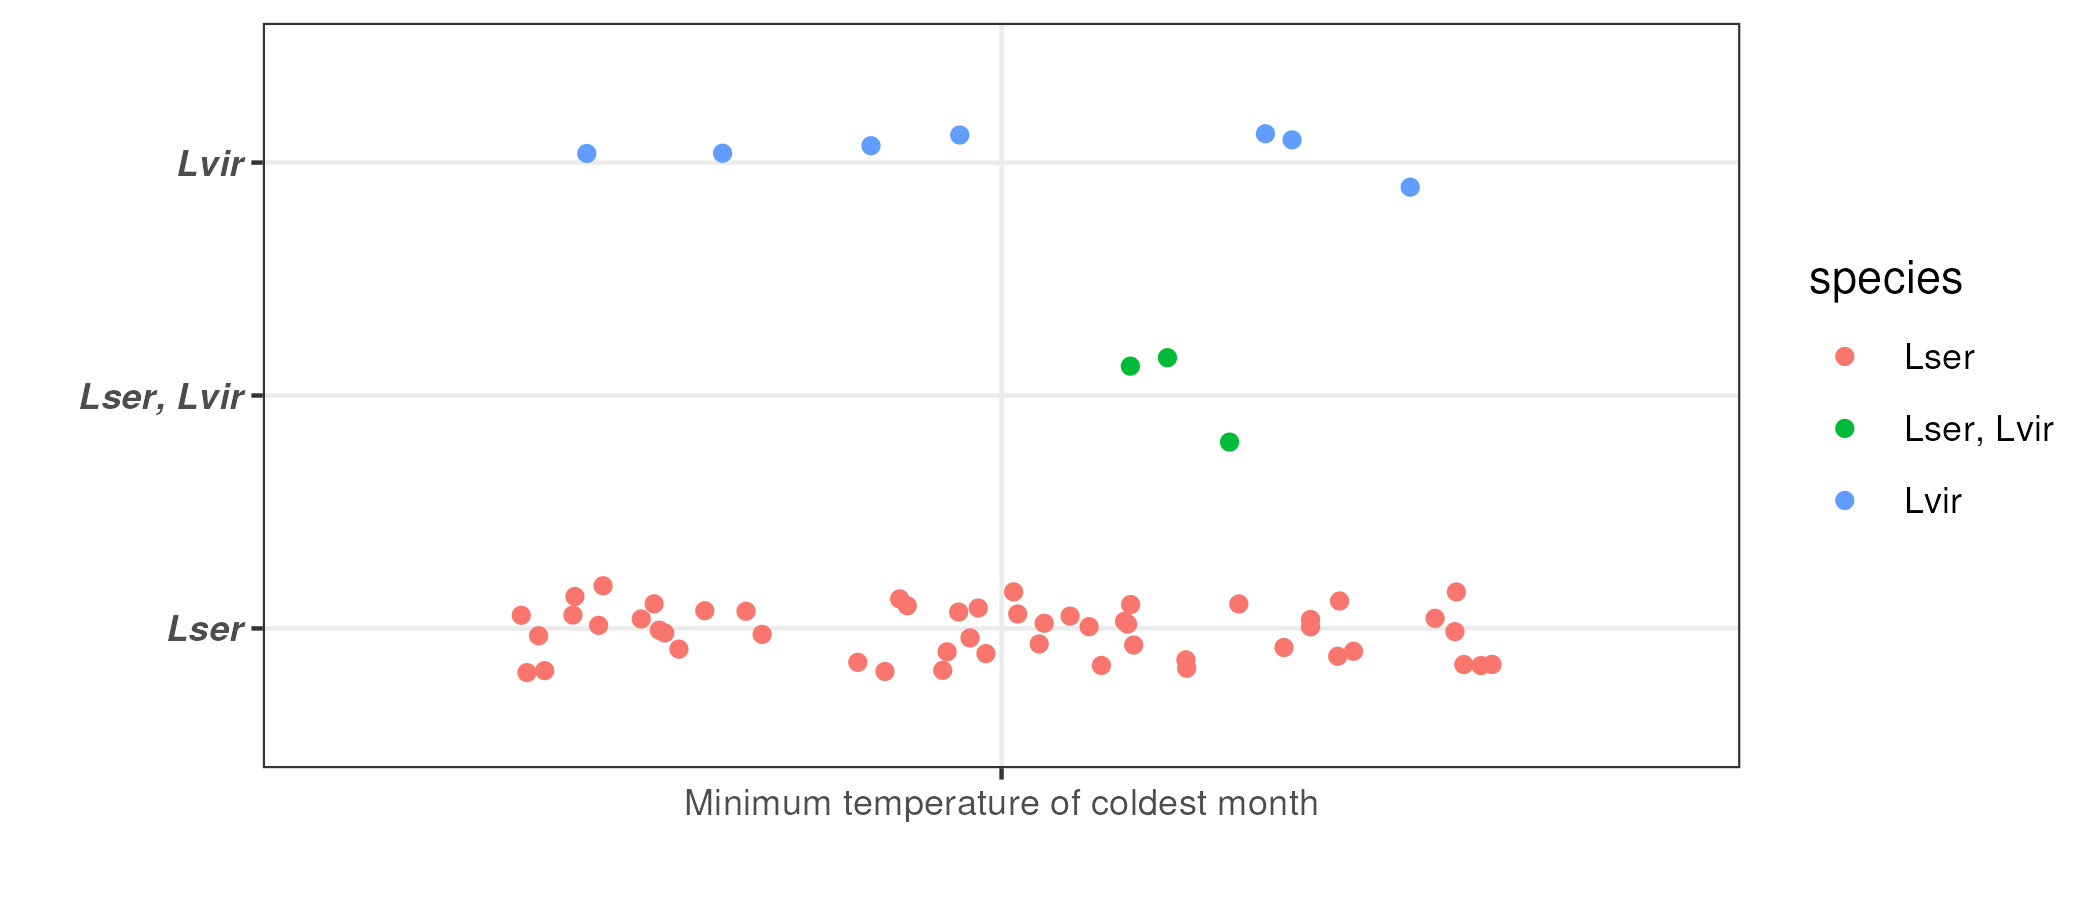 Lvir
Lser, Lvir
Lser
Minimum temperature of coldest month
species
Lser
Lser, Lvir
Lvir